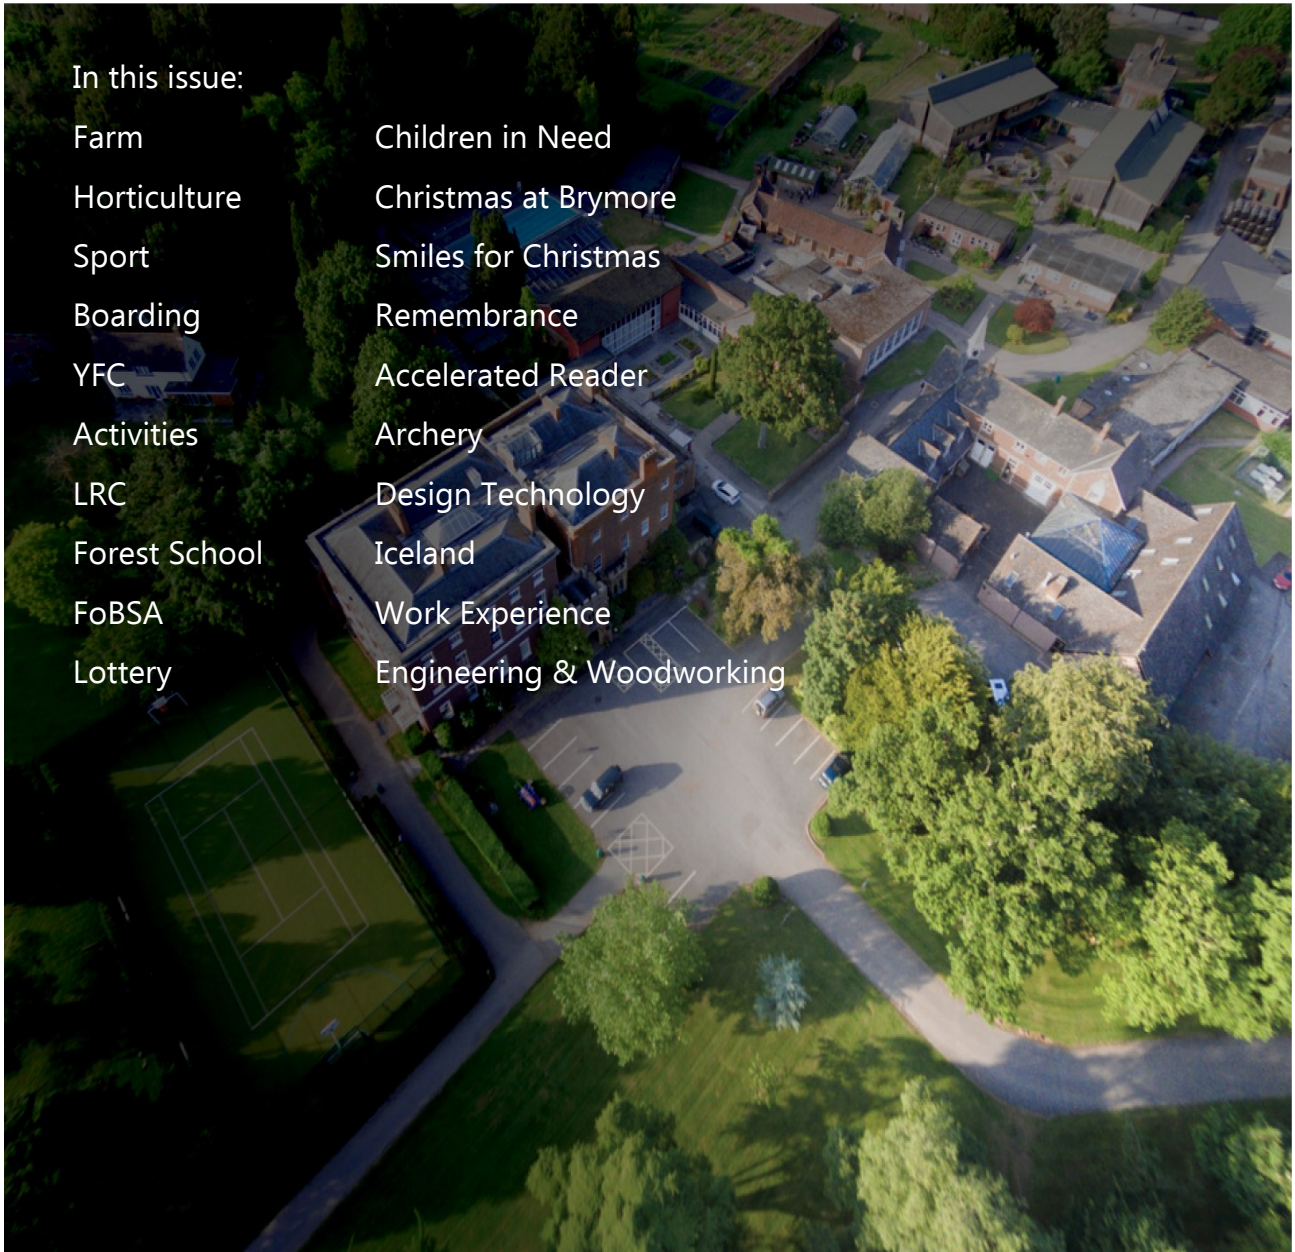 In this issue:
Farm
Horticulture
Sport
Boarding
YFC
Activities
LRC
Forest School
FoBSA
Lottery
Children in Need
Christmas at Brymore
Smiles for Christmas
Remembrance
Accelerated Reader
Archery
Design Technology
Iceland
Work Experience
Engineering & Woodworking